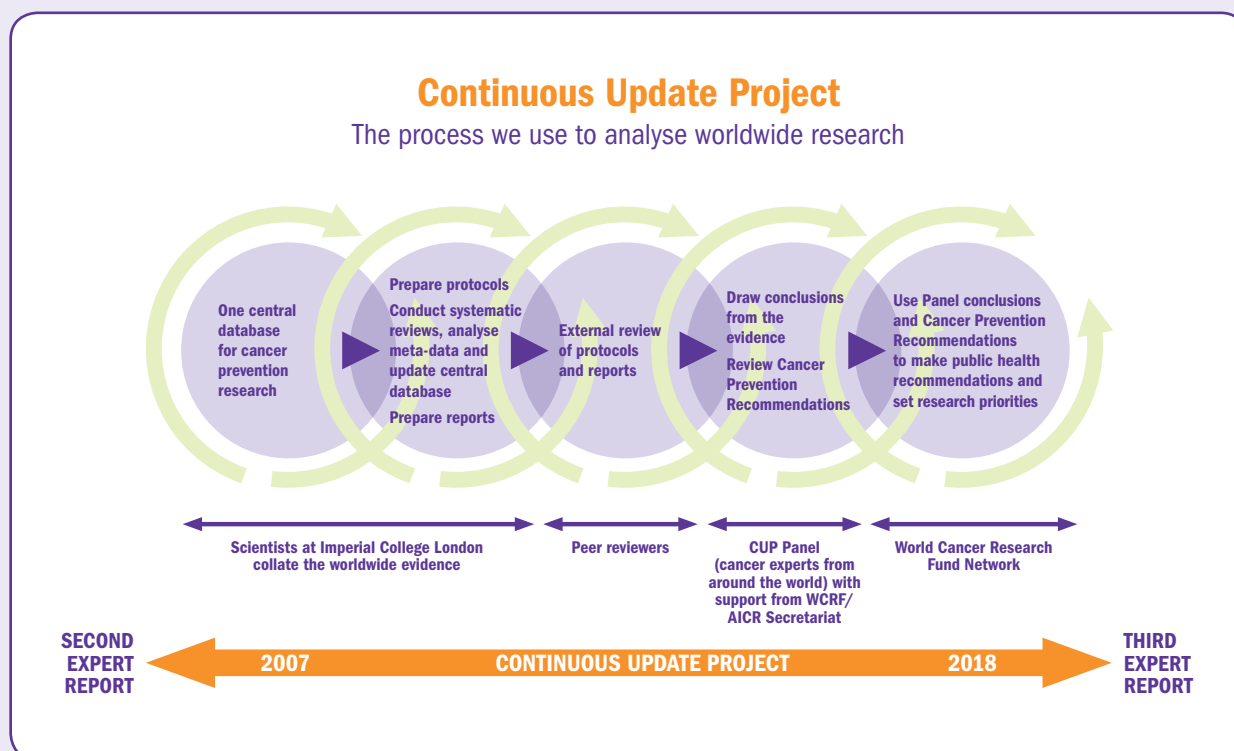 Continuous Update Project
The process we use to analyse worldwide research
One central
database
for cancer
prevention
research
Prepare protocols
Conduct systematic
reviews, analyse
meta-data and
update central
database
Prepare reports
External review
of protocols
and reports
Draw conclusions
from the
evidence
Review Cancer
Prevention
Recommendations
Use Panel conclusions
and Cancer Prevention
Recommendations
to make public health
recommendations and
set research priorities
Scientists at Imperial College London
collate the worldwide evidence
Peer reviewers
CUP Panel
(cancer experts from
around the world) with
support from WCRF/
AICR Secretariat
World Cancer Research
Fund Network
SECOND
EXPERT
REPORT
2007
CONTINUOUS UPDATE PROJECT
2018
THIRD
EXPERT
REPORT